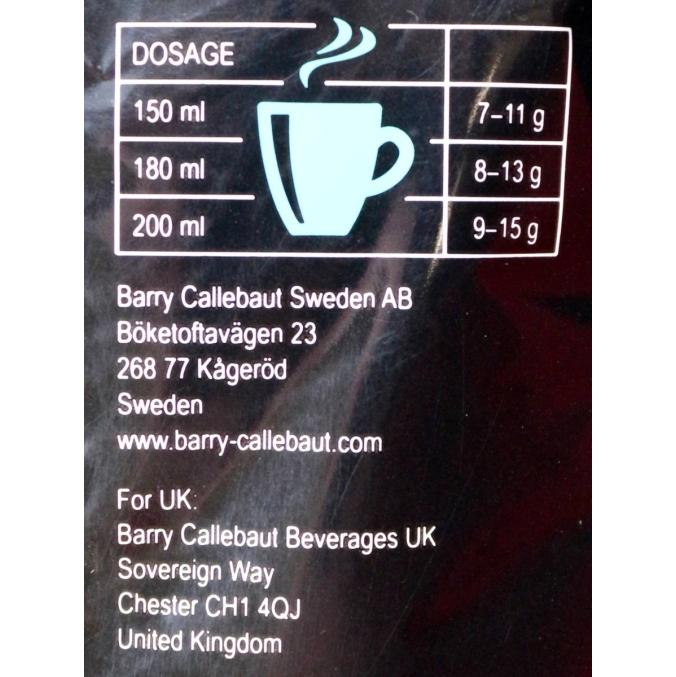 DOSAGE
150 ml 7–11 g
180 ml 8–13 g
200 ml 9–15 g
Barry Callebaut Sweden AB
Böketoftavägen 23
268 77 Kågeröd
Sweden
www.barry-callebaut.com
For UK:
Barry Callebaut Beverages UK
Sovereign Way
Chester CH1 4QJ
United Kingdom